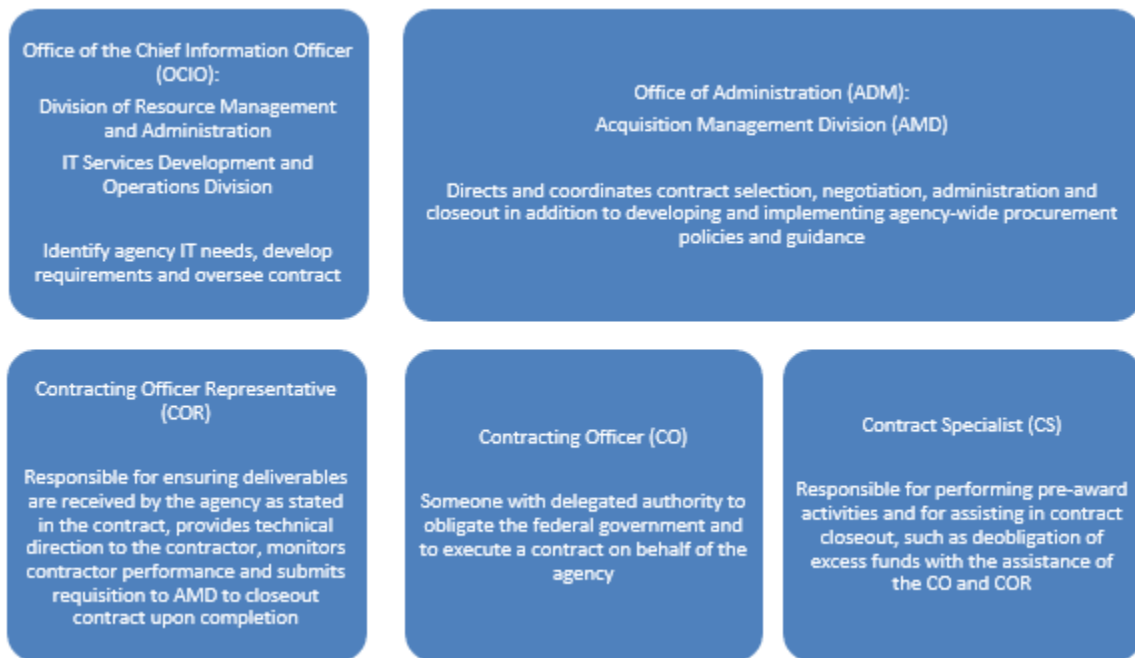 Office of the Chief Information Officer
(OCIO):
Division of Resource Management
and Administration
IT Services Development and
Operations Division
Identify agency IT needs, develop
requirements and oversee contract
Office of Administration (ADM):
Acquisition Management Division (AMD)
Directs and coordinates contract selection, negotiation, administration and
closeout in addition to developing and implementing agency-wide procurement
policies and guidance
Contracting Officer Representative
(COR)
Responsible for ensuring deliverables
are received by the agency as stated
in the contract, provides technical
direction to the contractor, monitors
contractor performance and submits
requisition to AMD to closeout
contract upon completion
Contracting Officer (CO)
Someone with delegated authority to
obligate the federal government and
to execute a contract on behalf of the
agency
Contract Specialist (CS)
Responsible for performing pre-award
activities and for assisting in contract
closeout, such as deobligation of
excess funds with the assistance of
the CO and COR